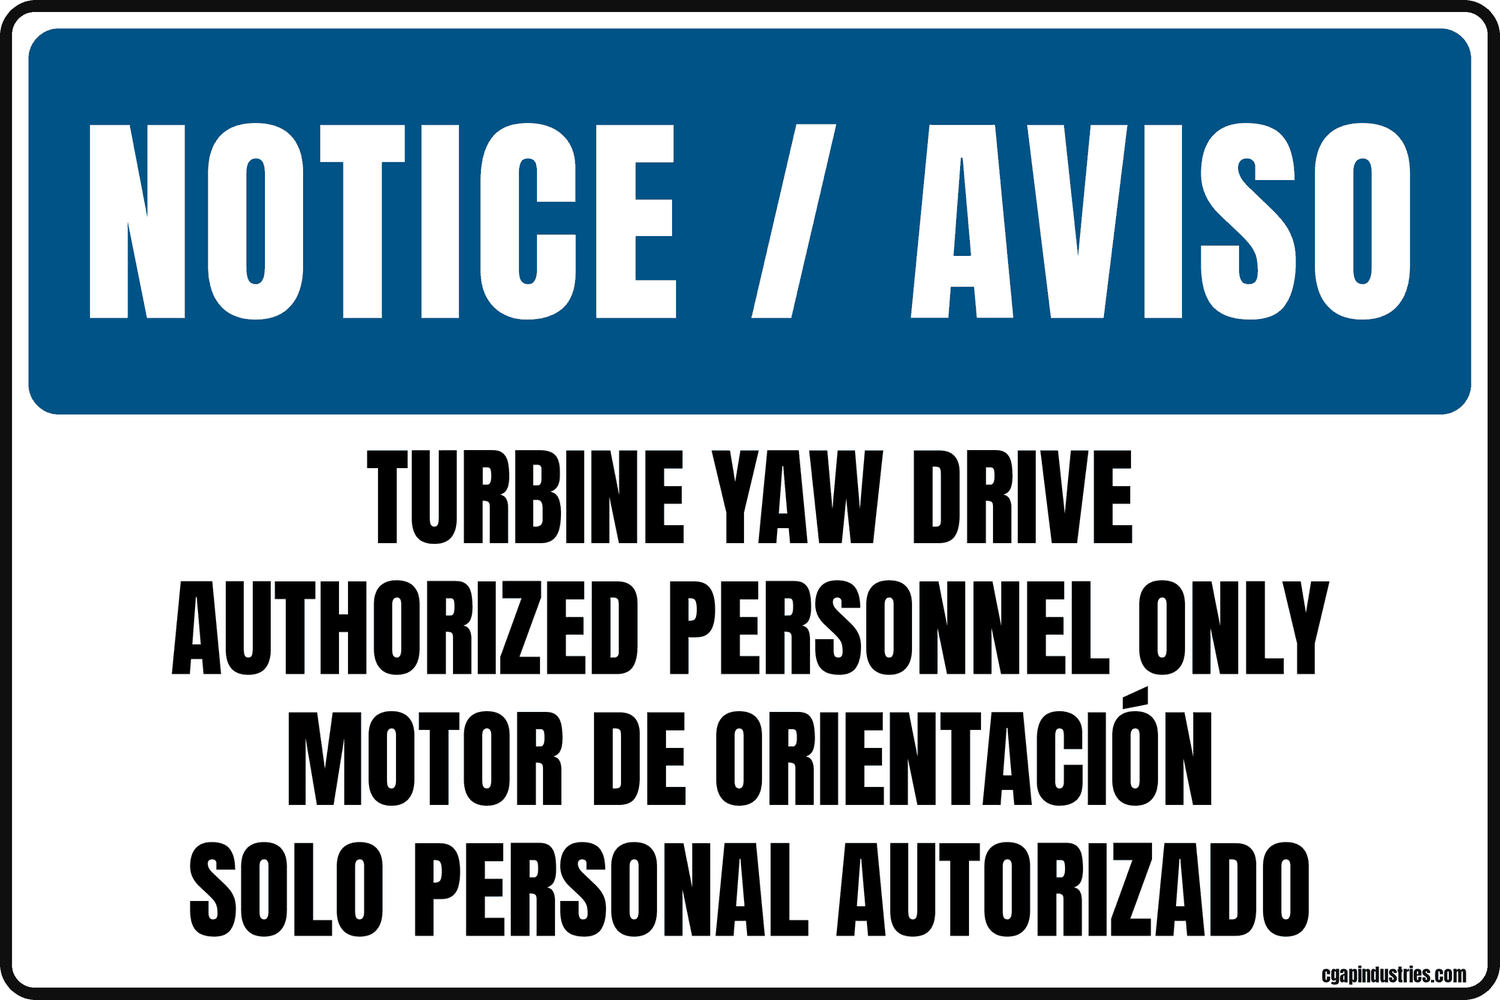 NOTICE / AVISO
TURBINE YAW DRIVE
AUTHORIZED PERSONNEL ONLY
MOTOR DE ORIENTACIÓN
SOLO PERSONAL AUTORIZADO
cgapindustries.com